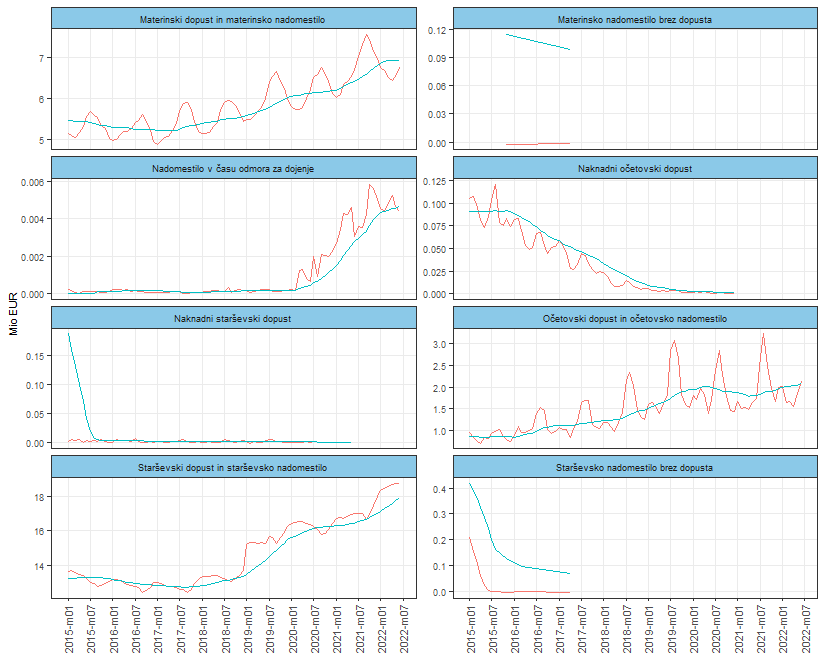 Materinski dopust in materinsko nadomestilo
Materinsko nadomestilo brez dopusta
7
6
5
0.12
0.09
0.06
0.03
0.00
Nadomestilo v času odmora za dojenje
Naknadni očetovski dopust
0.006
0.004
0.002
0.000
0.125
0.100
0.075
0.050
0.025
0.000
Mio EUR
Naknadni starševski dopust
Očetovski dopust in očetovsko nadomestilo
0.15
0.10
0.05
0.00
3.0
2.5
2.0
1.5
1.0
Starševski dopust in starševsko nadomestilo
Starševsko nadomestilo brez dopusta
18
16
14
0.4
0.3
0.2
0.1
0.0
2015-m01
2015-m07
2016-m01
2016-m07
2017-m01
2017-m07
2018-m01
2018-m07
2019-m01
2019-m07
2020-m01
2020-m07
2021-m01
2021-m07
2022-m01
2022-m07
2015-m01
2015-m07
2016-m01
2016-m07
2017-m01
2017-m07
2018-m01
2018-m07
2019-m01
2019-m07
2020-m01
2020-m07
2021-m01
2021-m07
2022-m01
2022-m07